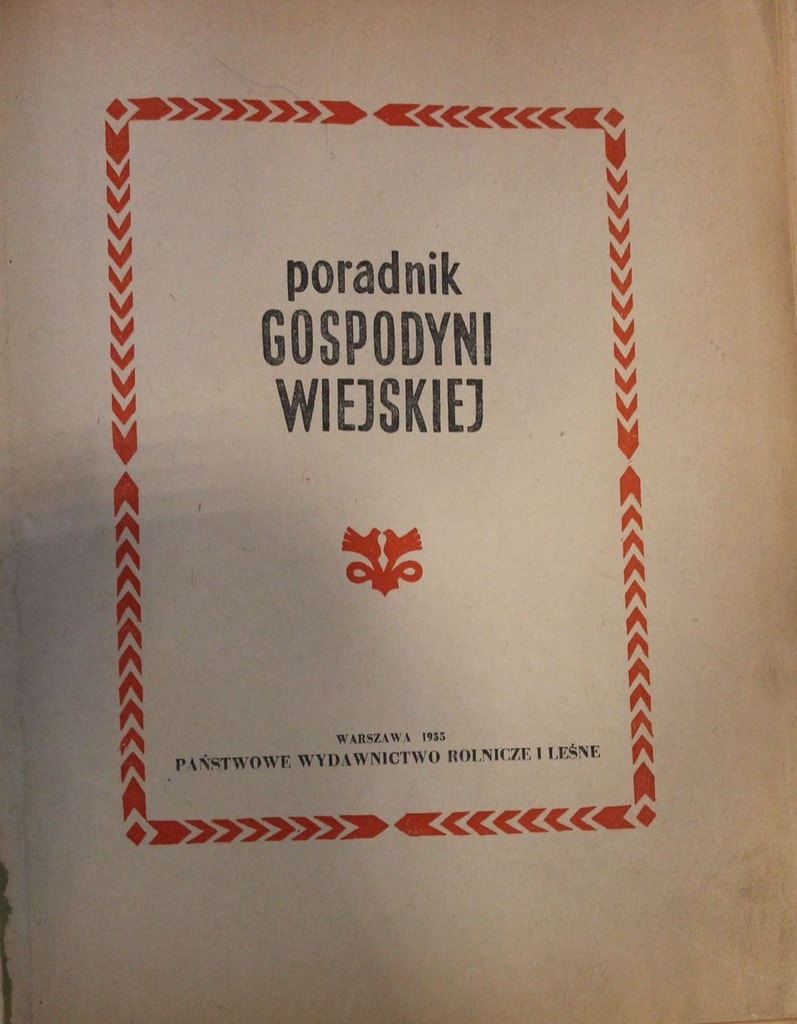 poradnik
GOSPODYNI
WIEJSKIEJ
WARSZAWA 1955
PAŃSTWOWE WYDAWNICTWO ROLNICZE I LEŚNE